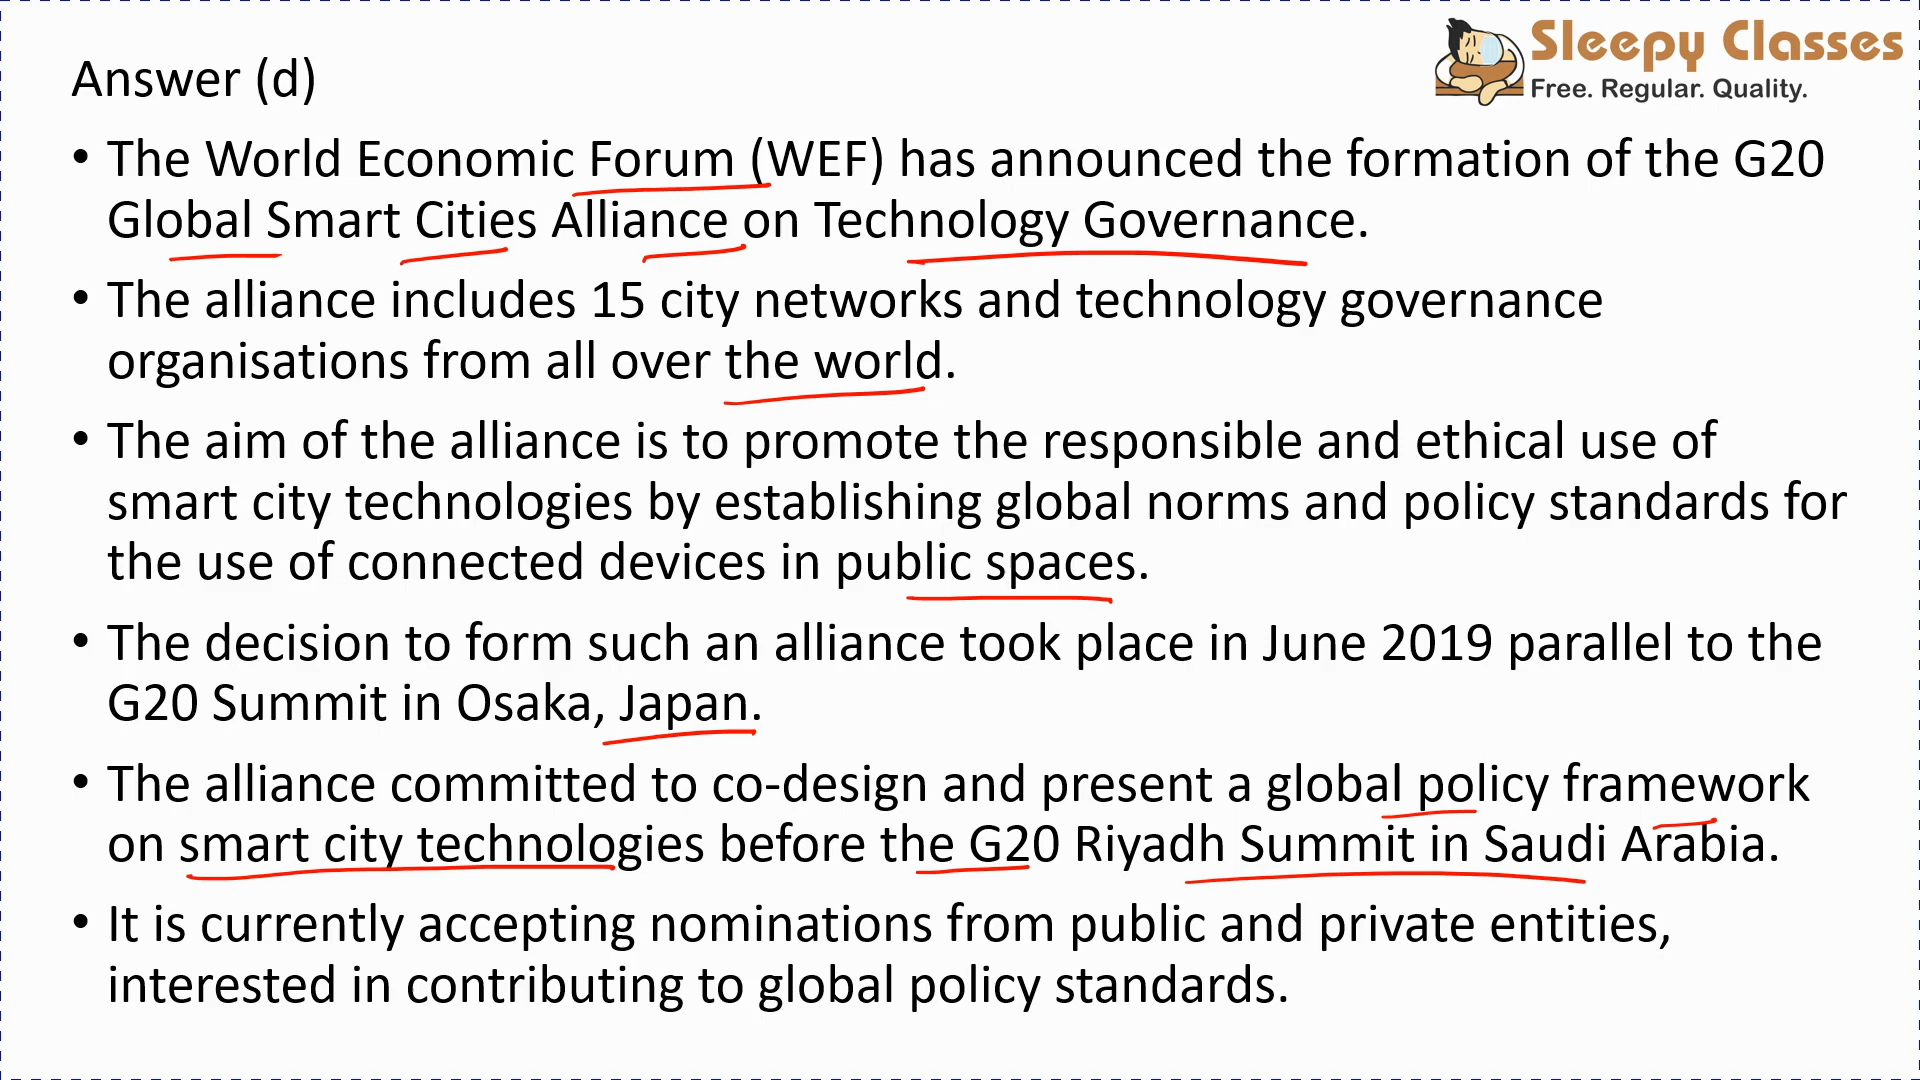 Sleepy Classes
Free. Regular. Quality.
Answer (d)
• The World Economic Forum (WEF) has announced the formation of the G20
Global Smart Cities Alliance on Technology Governance.
• The alliance includes 15 city networks and technology governance
organisations from all over the world.
• The aim of the alliance is to promote the responsible and ethical use of
smart city technologies by establishing global norms and policy standards for
the use of connected devices in public spaces.
• The decision to form such an alliance took place in June 2019 parallel to the
G20 Summit in Osaka, Japan.
• The alliance committed to co-design and present a global policy framework
on smart city technologies before the G20 Riyadh Summit in Saudi Arabia.
• It is currently accepting nominations from public and private entities,
interested in contributing to global policy standards.